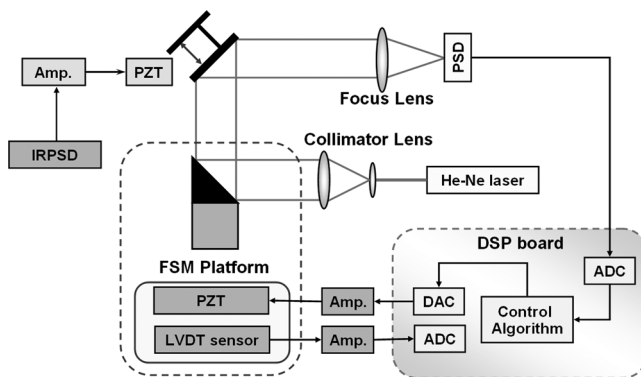 Amp.
PZT
IRPSD
PSD
Focus Lens
Collimator Lens
He-Ne laser
FSM Platform
PZT
LVDT sensor
Amp.
Amp.
DSP board
ADC
DAC
ADC
Control
Algorithm